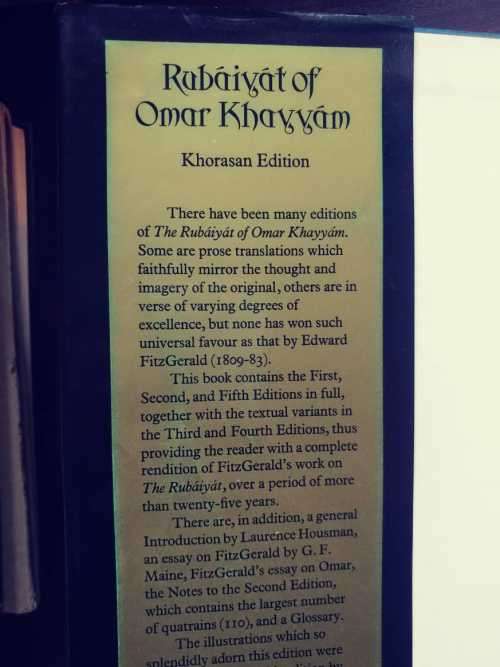 Rubáiyát of
Omar Khayyám
Khorasan Edition
There have been many editions
of The Rubáiyát of Omar Khayyám.
Some are prose translations which
faithfully mirror the thought and
imagery of the original, others are in
verse of varying degrees of
excellence, but none has won such
universal favour as that by Edward
FitzGerald (1809-83).
This book contains the First,
Second, and Fifth Editions in full,
together with the textual variants in
the Third and Fourth Editions, thus
providing the reader with a complete
rendition of FitzGerald's work on
The Rubáiyát, over a period of more
than twenty-five years.
There are, in addition, a general
Introduction by Laurence Housman,
an essay on FitzGerald by G. F.
Maine, FitzGerald's essay on Omar,
the Notes to the Second Edition,
which contains the largest number
of quatrains (110), and a Glossary.
The illustrations which so
splendidly adorn this edition were